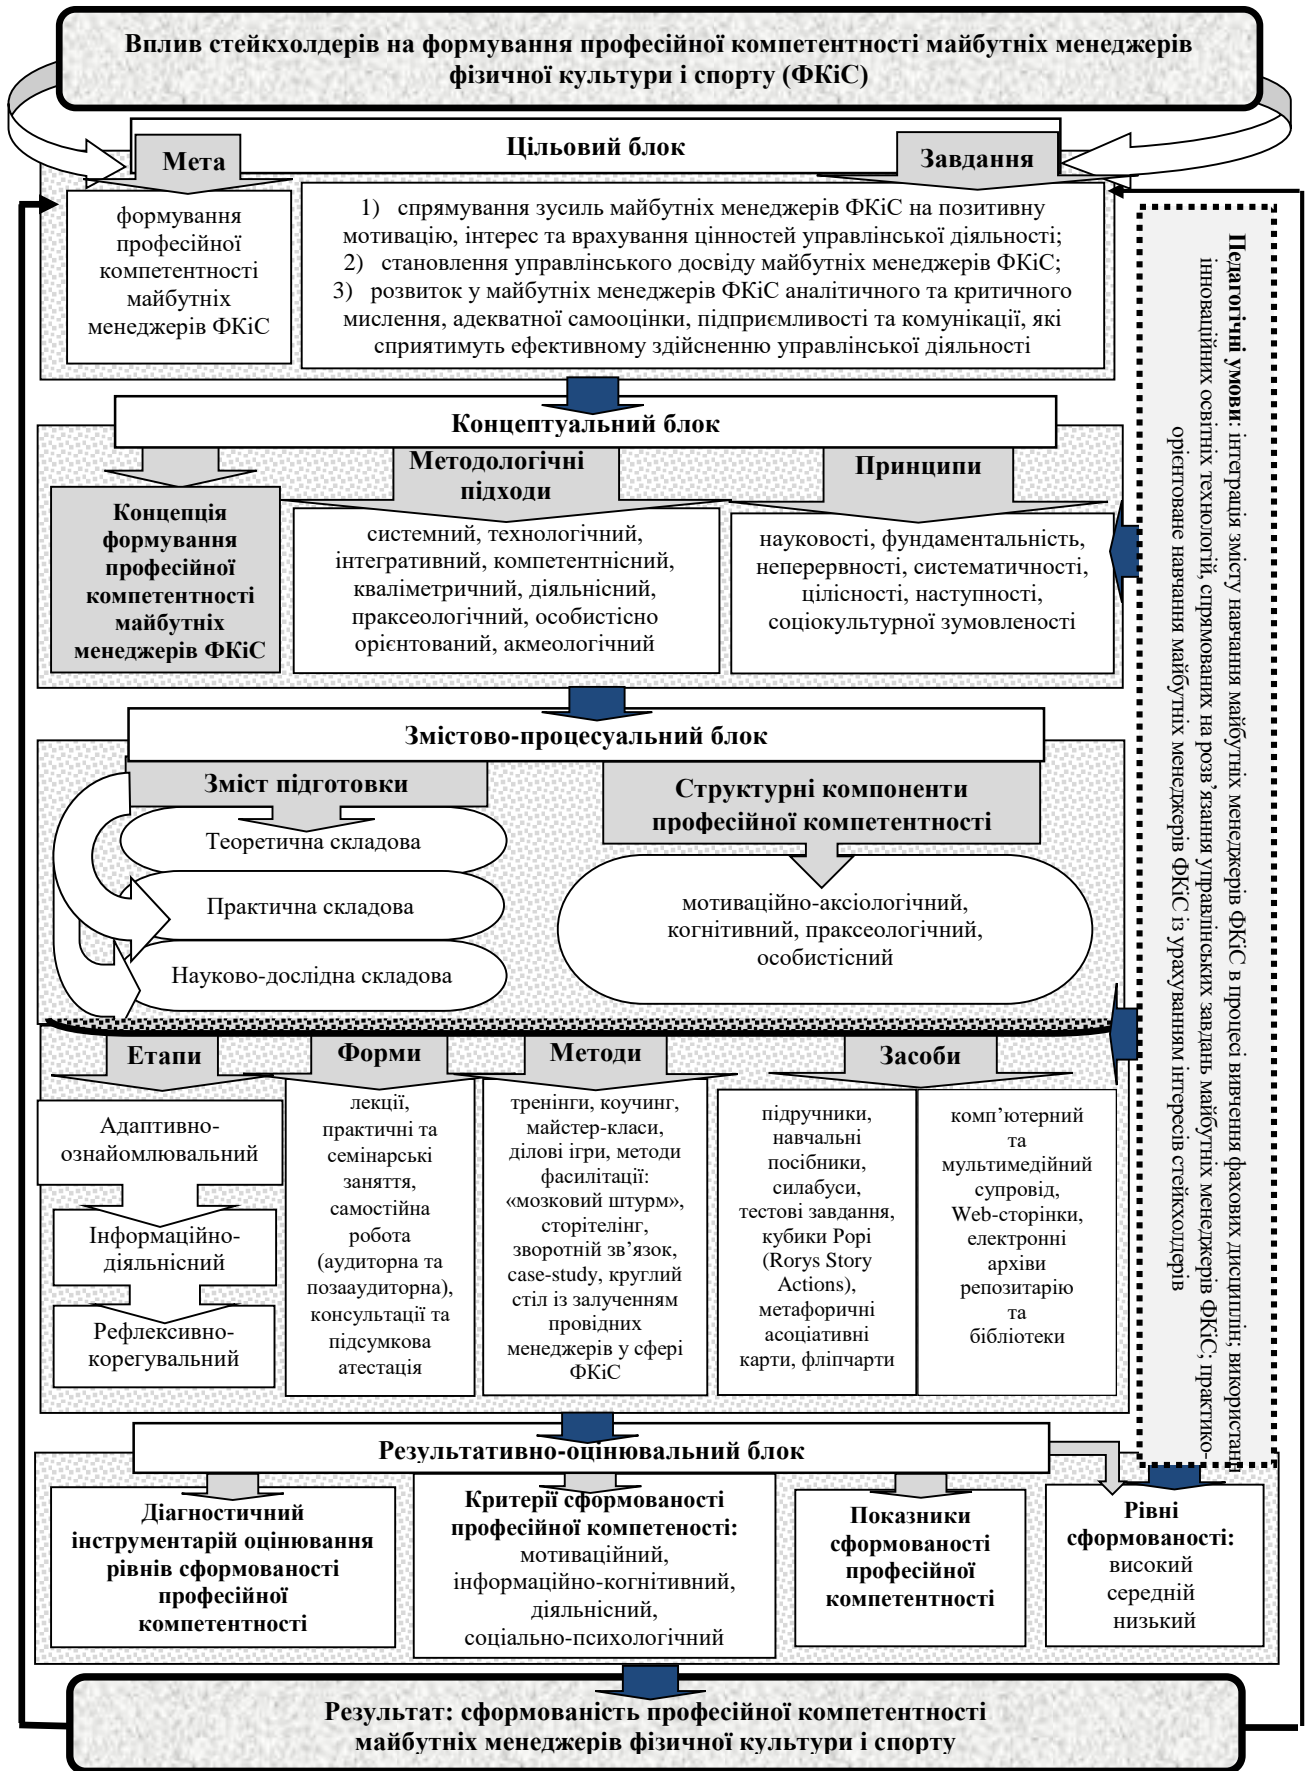 Вплив стейкхолдерів на формування професійної компетентності майбутніх менеджерів
фізичної культури і спорту (ФКіС)
Цільовий блок
Мета
Завдання
формування
професійної
компетентності
майбутніх
менеджерів ФКіС
1) спрямування зусиль майбутніх менеджерів ФКіС на позитивну
мотивацію, інтерес та врахування цінностей управлінської діяльності;
2) становлення управлінського досвіду майбутніх менеджерів ФКіС;
3) розвиток у майбутніх менеджерів ФКіС аналітичного та критичного
мислення, адекватної самооцінки, підприємливості та комунікації, які
сприятимуть ефективному здійсненню управлінської діяльності
Педагогічні умови: інтеграція змісту навчання майбутніх менеджерів ФКіС в процесі вивчення фахових дисциплін; використанн
інноваційних освітніх технологій, спрямованих на розв’язання управлінських завдань майбутніх менеджерів ФКіС; практико-
орієнтоване навчання майбутніх менеджерів ФКіС із урахуванням інтересів стейкхолдерів
Концептуальний блок
Концепція
формування
професійної
компетентності
майбутніх
менеджерів ФКіС
Методологічні
підходи
системний, технологічний,
інтегративний, компетентнісний,
кваліметричний, діяльнісний,
праксеологічний, особистісно
орієнтований, акмеологічний
Принципи
науковості, фундаментальність,
неперервності, систематичності,
цілісності, наступності,
соціокультурної зумовленості
Змістово-процесуальний блок
Зміст підготовки
Теоретична складова
Практична складова
Науково-дослідна складова
Структурні компоненти
професійної компетентності
мотиваційно-аксіологічний,
когнітивний, праксеологічний,
особистісний
Етапи
Адаптивно-
ознайомлювальний
Інформаційно-
діяльнісний
Рефлексивно-
корегувальний
Форми
лекції,
практичні та
семінарські
заняття,
самостійна
робота
(аудиторна та
позааудиторна),
консультації та
підсумкова
атестація
Методи
тренінги, коучинг,
майстер-класи,
ділові ігри, методи
фасилітації:
«мозковий штурм»,
сторітелінг,
зворотній зв’язок,
case-study, круглий
стіл із залученням
провідних
менеджерів у сфері
ФКіС
Засоби
підручники,
навчальні
посібники,
силабуси,
тестові завдання,
кубики Рорі
(Rorys Story
Actions),
метафоричні
асоціативні
карти, фліпчарти
комп’ютерний
та
мультимедійний
супровід,
Web-сторінки,
електронні
архіви
репозитарію
та
бібліотеки
Результативно-оцінювальний блок
Діагностичний
інструментарій оцінювання
рівнів сформованості
професійної
компетентності
Критерії сформованості
професійної компетеності:
мотиваційний,
інформаційно-когнітивний,
діяльнісний,
соціально-психологічний
Показники
сформованості
професійної
компетентності
Рівні
сформованості:
високий
середній
низький
Результат: сформованість професійної компетентності
майбутніх менеджерів фізичної культури і спорту